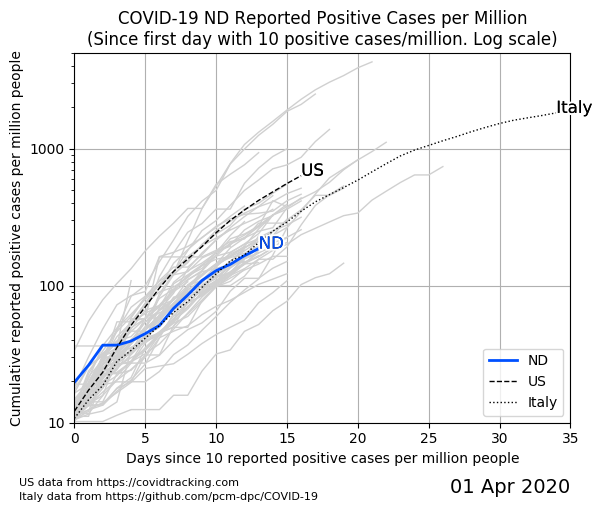 COVID-19 ND Reported Positive Cases per Million
(Since first day with 10 positive cases/million. Log scale)
Cumulative reported positive cases per million people
1000
100
10
Italy
US
ND
ND
US
Italy
0 5 10 15 20 25 30 35
Days since 10 reported positive cases per million people
US data from https://covidtracking.com
Italy data from https://github.com/pcm-dpc/COVID-19
01 Apr 2020